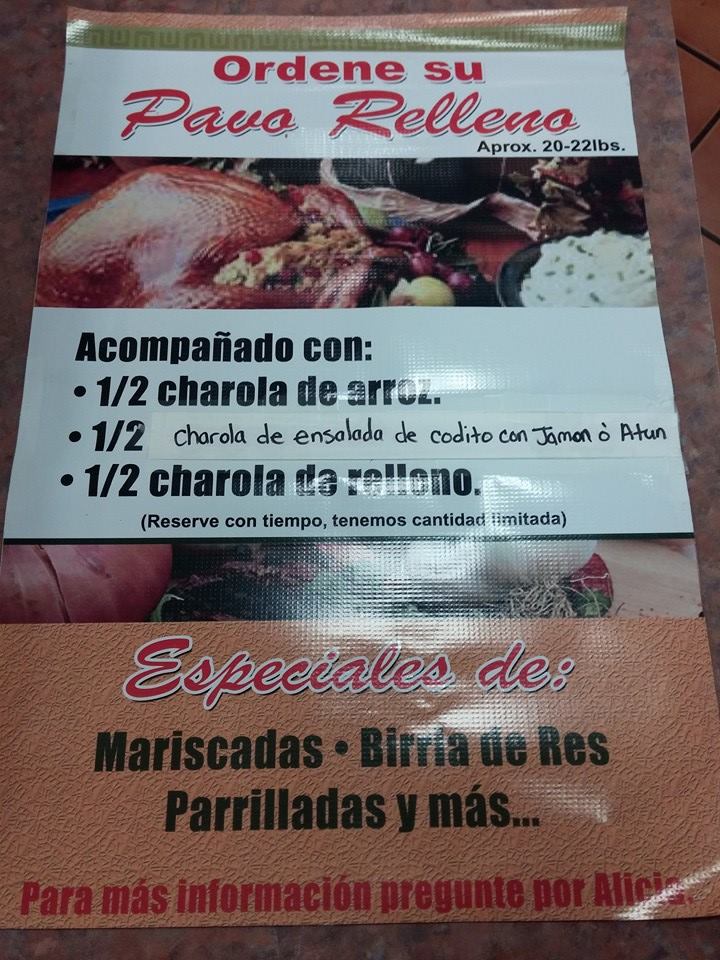 Ordene su
Pavo Relleno
Aprox. 20-22lbs.
Acompañado con:
• 1/2 charola de arroz.
• 1/2 charola de ensalada de codito con Jamon ò Atun
• 1/2 charola de relleno.
(Reserve con tiempo, tenemos cantidad limitada)
Especiales de:
Mariscadas • Birria de Res
Parrilladas y más...
Para más información pregunte por Alicia.